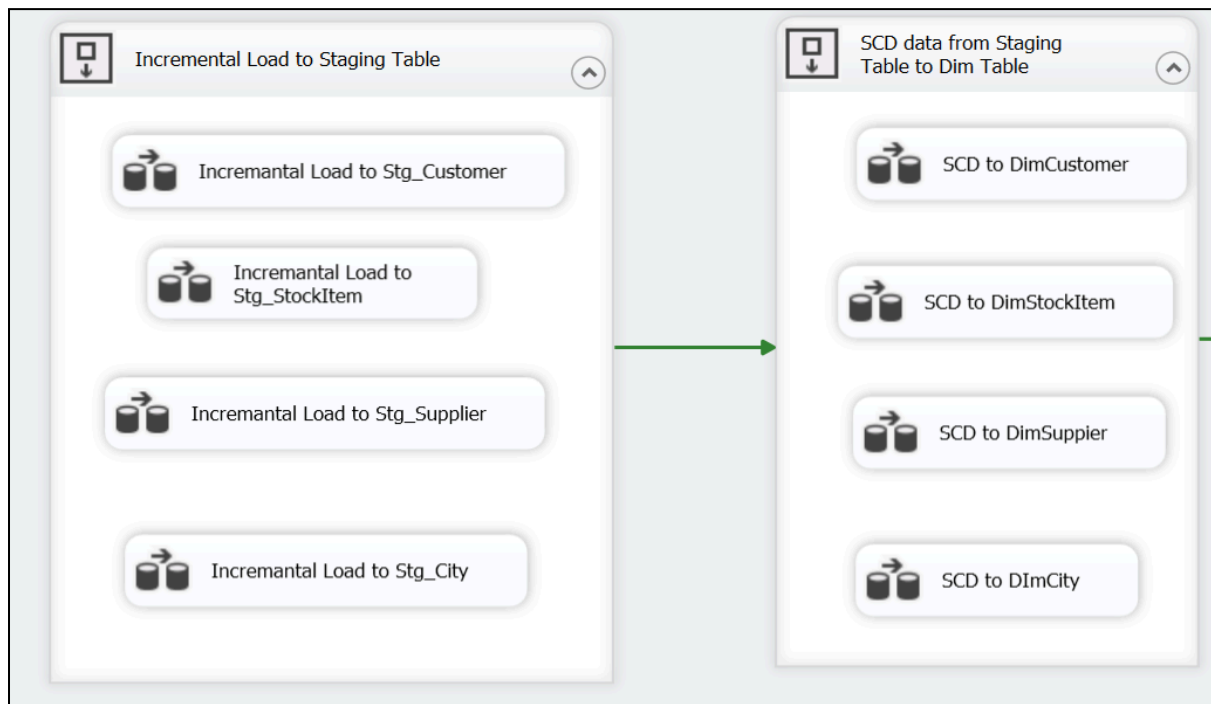 Incremental Load to Staging Table
Incremantal Load to Stg_Customer
Incremantal Load to
Stg_StockItem
Incremantal Load to Stg_Supplier
Incremantal Load to Stg_City
SCD data from Staging
Table to Dim Table
SCD to DimCustomer
SCD to DimStockItem
SCD to DimSuppier
SCD to DImCity